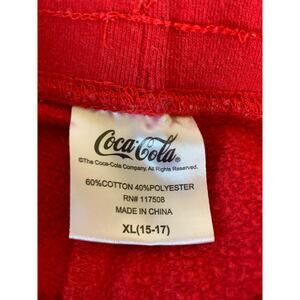 Coca-Cola®
©The Coca-Cola Company. All Rights Reserved.
60%COTTON 40%POLYESTER
RN# 117508
MADE IN CHINA
XL(15-17)